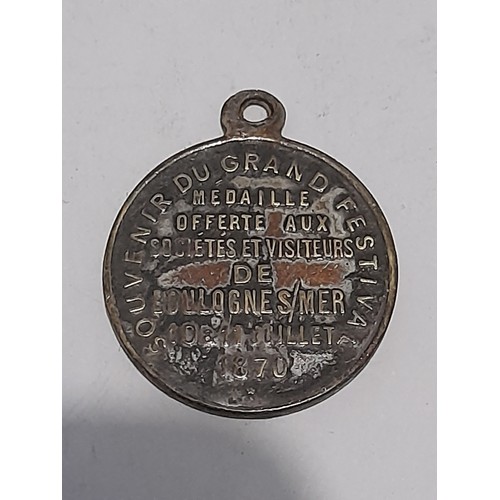 SOUVENIR DU GRAND FESTIVAL
MÉDAILLE
OFFERTE AUX
SOCIÉTÉS ET VISITEURS
DE
BOULOGNE S/MER
JUILLET
1870